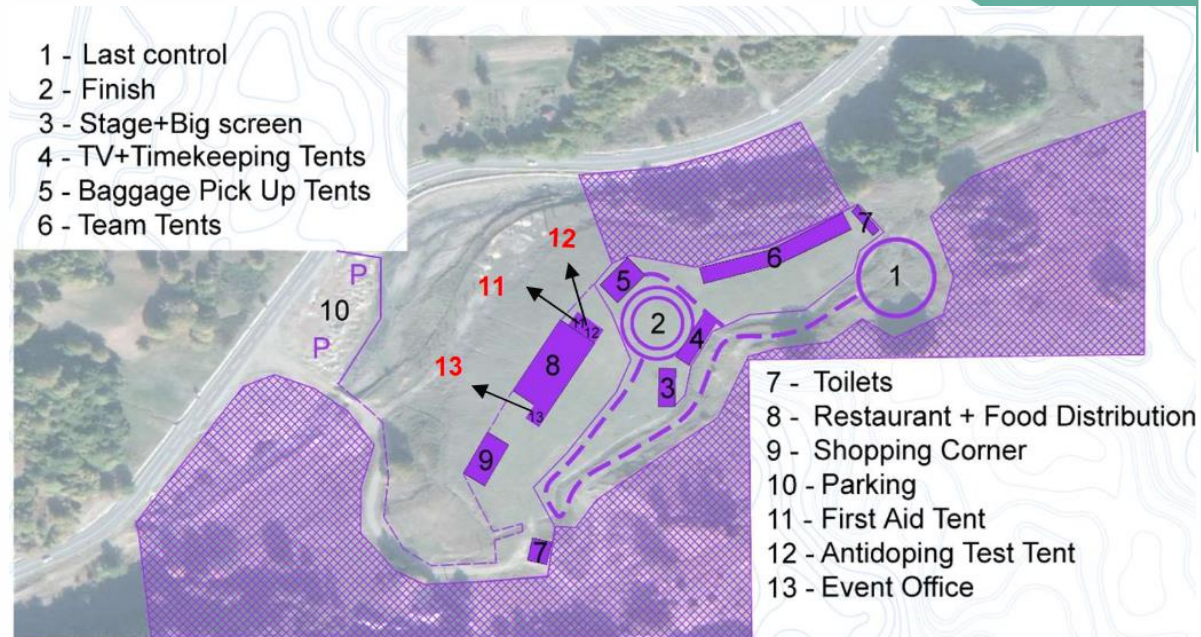 1 - Last control
2 - Finish
3 - Stage+Big screen
4 - TV+Timekeeping Tents
5 - Baggage Pick Up Tents
6 - Team Tents
12
11
13
P
10
P
5
6
7
1
2
4
3
11
12
8
13
9
7
7 - Toilets
8 - Restaurant + Food Distribution
9 - Shopping Corner
10 - Parking
11 - First Aid Tent
12 - Antidoping Test Tent
13 - Event Office